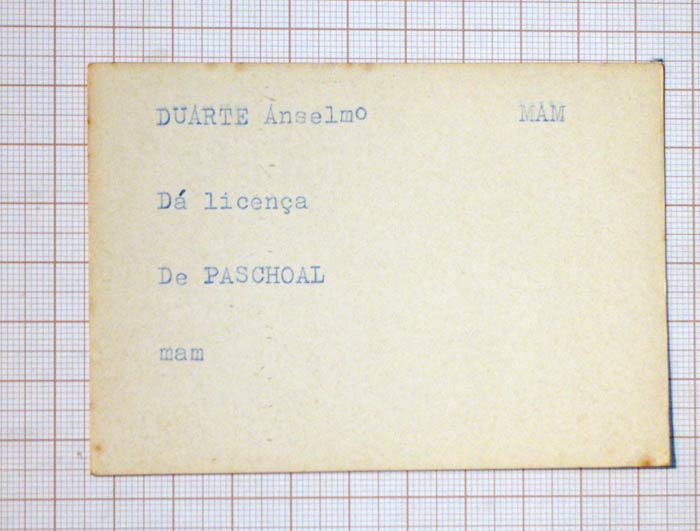 DUARTE Anselmo MAM
Dá licença
De PASCHOAL
mam